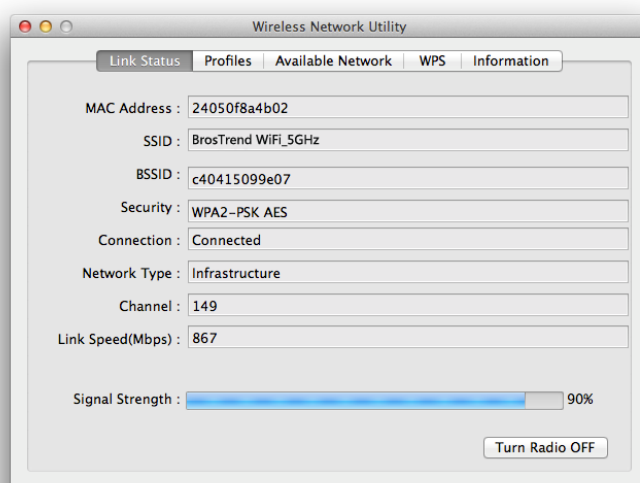 Wireless Network Utility
Link Status Profiles Available Network WPS Information
MAC Address : 24050f8a4b02
SSID : BrosTrend WiFi_5GHz
BSSID : c40415099e07
Security : WPA2-PSK AES
Connection : Connected
Network Type : Infrastructure
Channel : 149
Link Speed(Mbps) : 867
Signal Strength : 90%
Turn Radio OFF